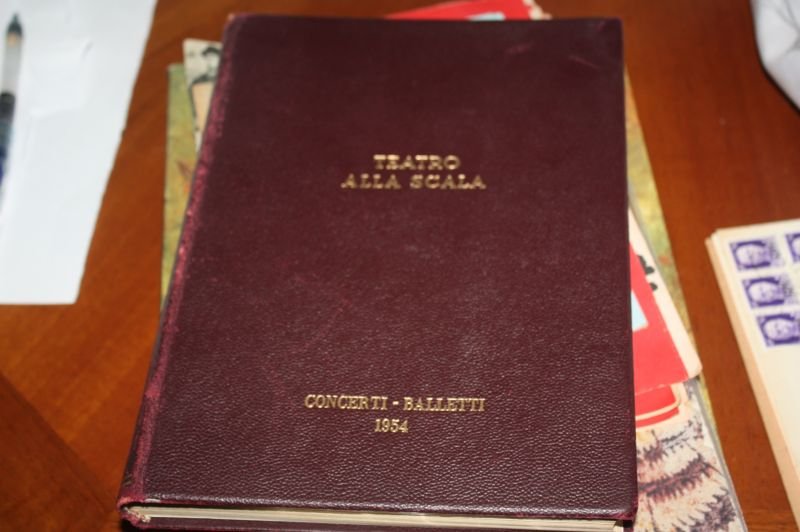 TEATRO
ALLA SCALA
CONCERTI - BALLETTI
1954